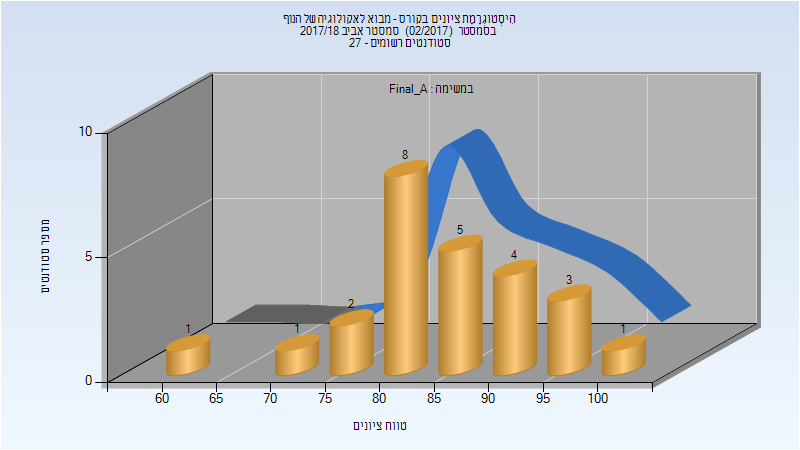 היסטוגרמת ציונים בקורס - מבוא לאקולוגיה של הנוף
בסמסטר (02/2017) סמסטר אביב 2017/18
סטודנטים רשומים - 27
במשימה : Final_A
מספר סטודנטים
10
5
0
1
1
2
8
5
4
3
1
60 65 70 75 80 85 90 95 100
טווח ציונים